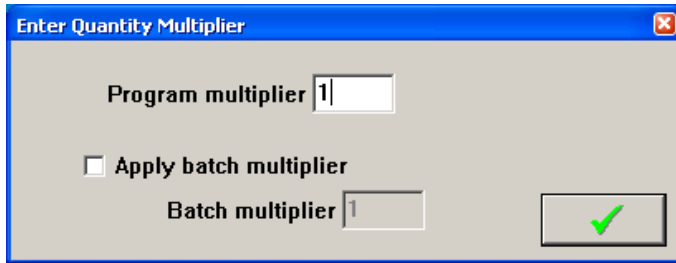 Enter Quantity Multiplier
Program multiplier 1
Apply batch multiplier
Batch multiplier 1